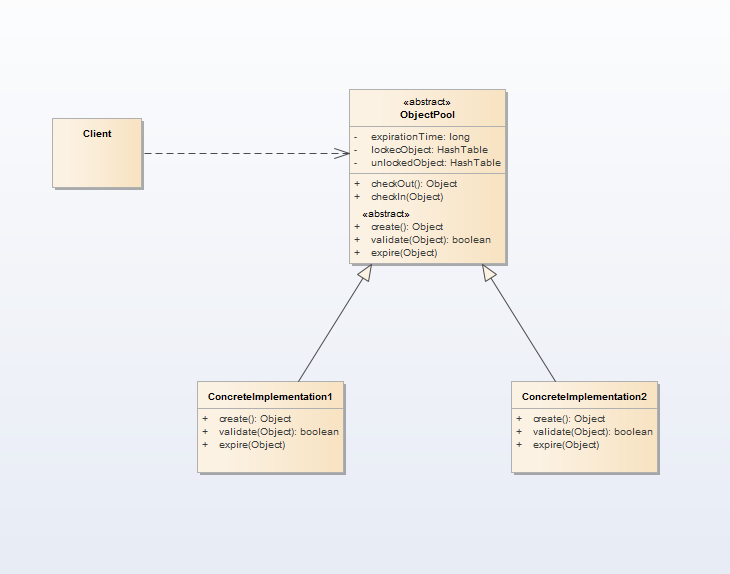 «abstract»
ObjectPool
Client
- expirationTime: long
- lockecObject: HashTable
- unlockedObject: HashTable
+ checkOut(): Object
+ checkIn(Object)
«abstract»
+ create(): Object
+ validate(Object): boolean
+ expire(Object)
ConcreteImplementation1
+ create(): Object
+ validate(Object): boolean
+ expire(Object)
ConcreteImplementation2
+ create(): Object
+ validate(Object): boolean
+ expire(Object)